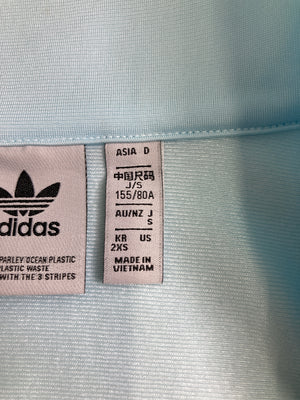 adidas
PARLEY OCEAN PLASTIC
PLASTIC WASTE
WITH THE 3 STRIPES
ASIA D
中国尺码
J/S
155/80A
AU/NZ J
S
KR US
2XS
MADE IN
VIETNAM